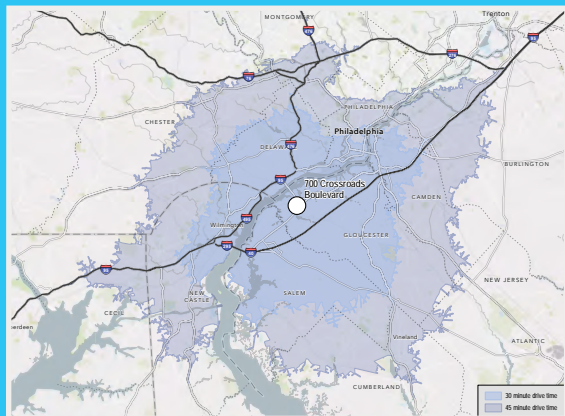 MONTGOMERY
Trenton
CHESTER
PHILADELPHIA
Philadelphia
BURLINGTON
700 Crossroads
Boulevard
CAMDEN
Wilmington
GLOUCESTER
NEW JERSEY
NEW
CASTLE
SALEM
CECIL
erdeen
Vineland
ATLANTIC
CUMBERLAND
30 minute drive time
45 minute drive time